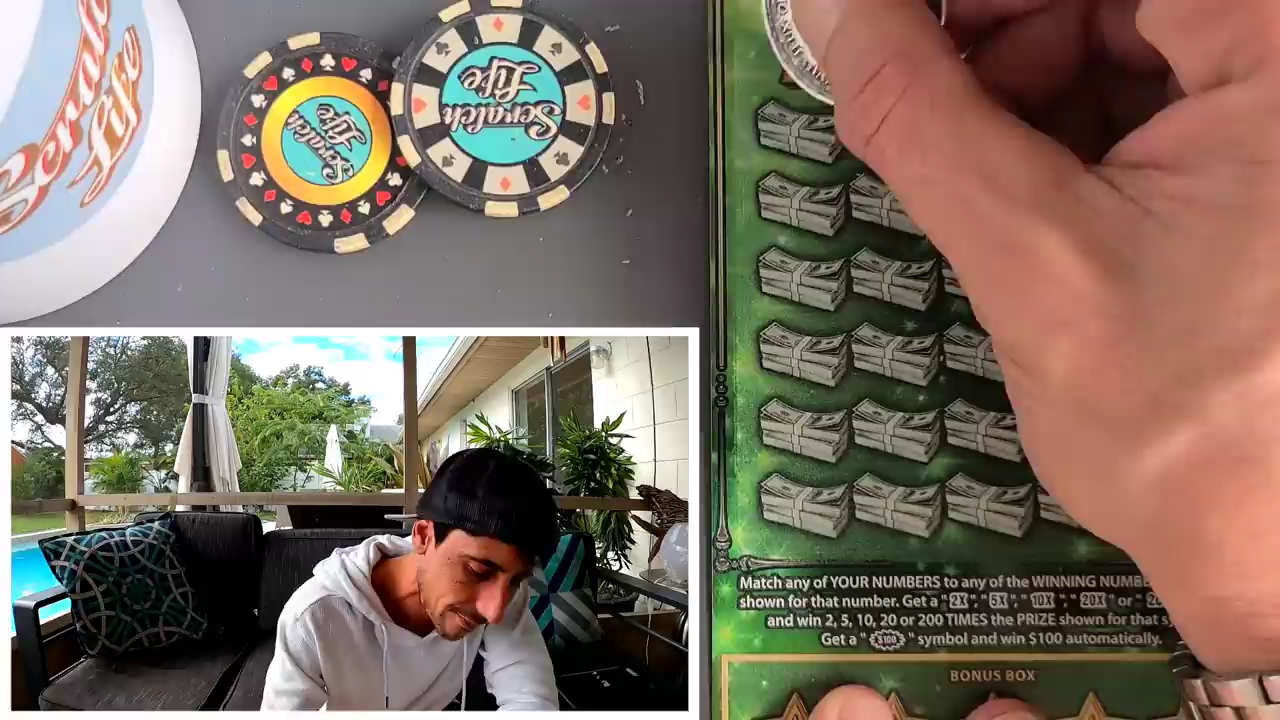 Scratch
Life
Scratch
Life
Scratch
Life
Match any of YOUR NUMBERS to any of the WINNING NUMBE
shown for that number. Get a "2X", "5X", "10X", "20X" or "2
and win 2, 5, 10, 20 or 200 TIMES the PRIZE shown for that s
Get a "$100" symbol and win $100 automatically.
BONUS BOX